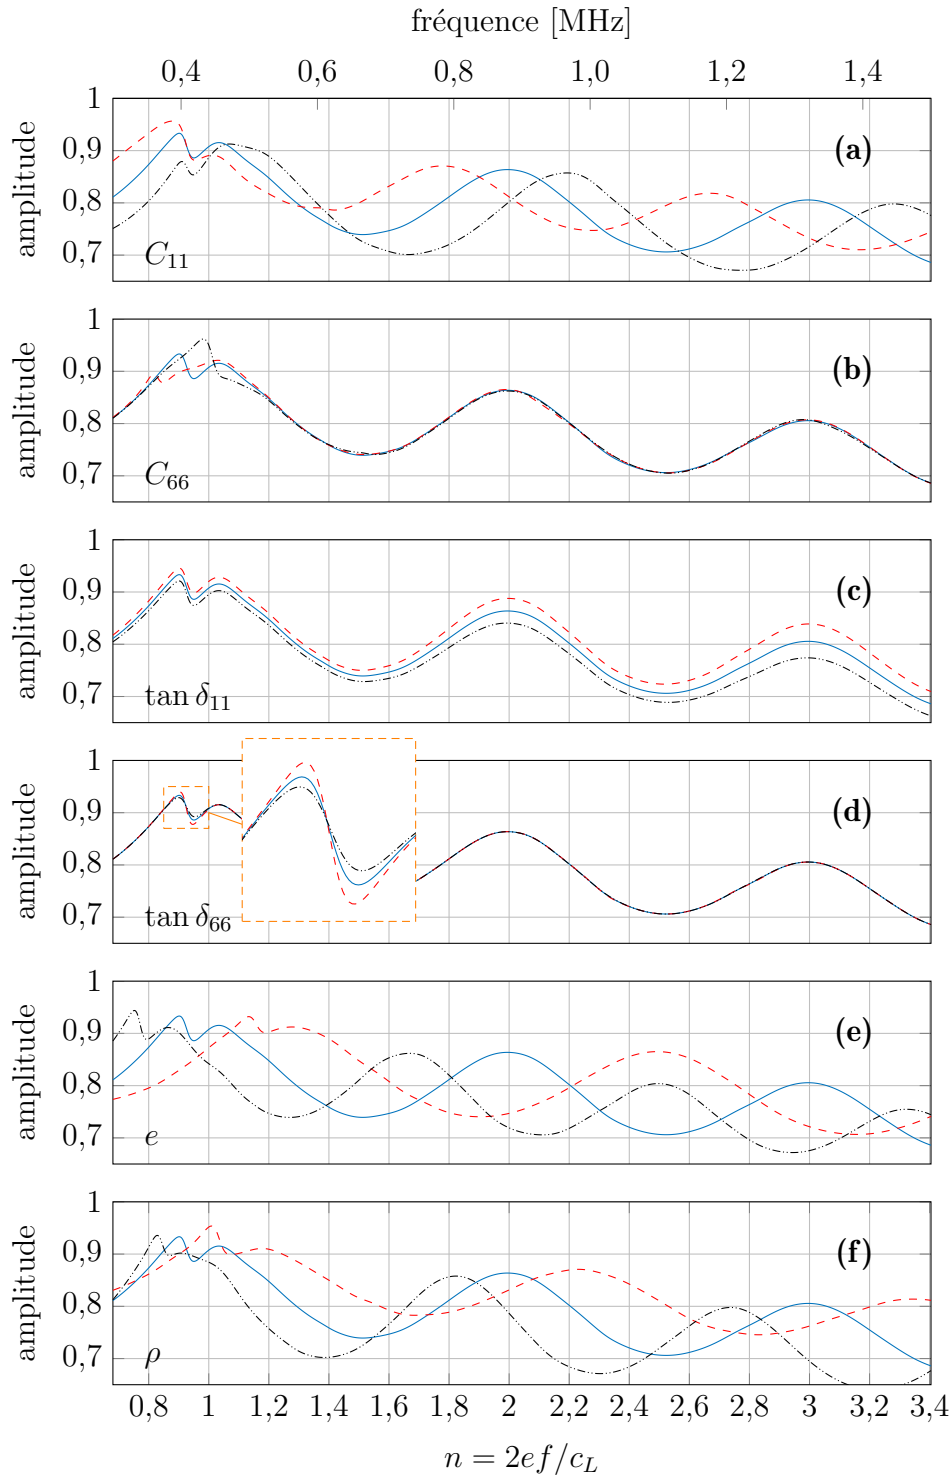 fréquence [MHz]
0,4 0,6 0,8 1,0 1,2 1,4
1
0,9
0,8
0,7
amplitude
(a)
C₁₁
1
0,9
0,8
0,7
amplitude
(b)
C₆₆
1
0,9
0,8
0,7
amplitude
(c)
tan δ₁₁
1
0,9
0,8
0,7
amplitude
(d)
tan δ₆₆
1
0,9
0,8
0,7
amplitude
(e)
e
1
0,9
0,8
0,7
amplitude
(f)
ρ
0,8 1 1,2 1,4 1,6 1,8 2 2,2 2,4 2,6 2,8 3 3,2 3,4
n = 2ef/c_L